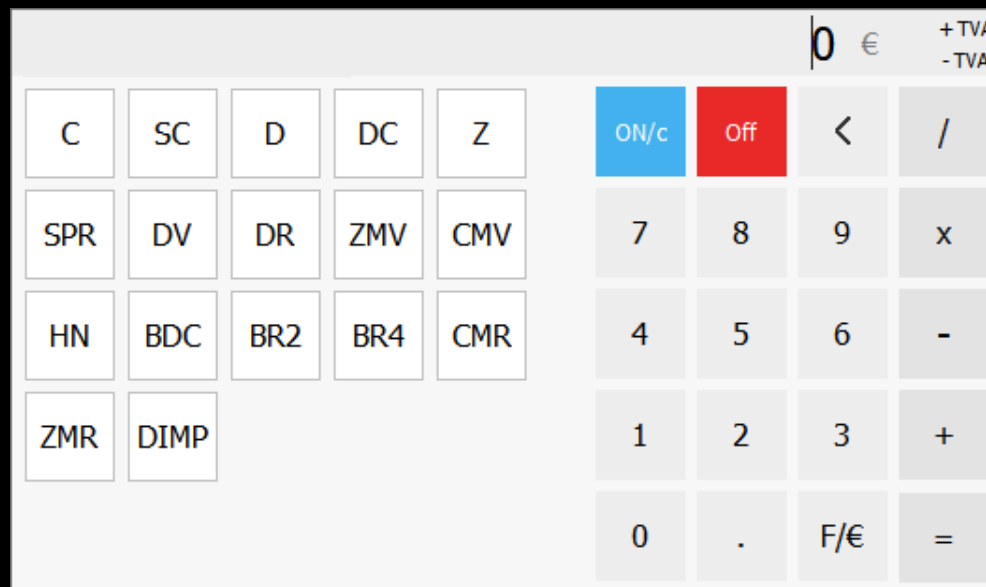 0 €
+ TVA
- TVA
C SC D DC Z ON/c Off < /
SPR DV DR ZMV CMV 7 8 9 x
HN BDC BR2 BR4 CMR 4 5 6 -
ZMR DIMP 1 2 3 +
0 . F/€ =